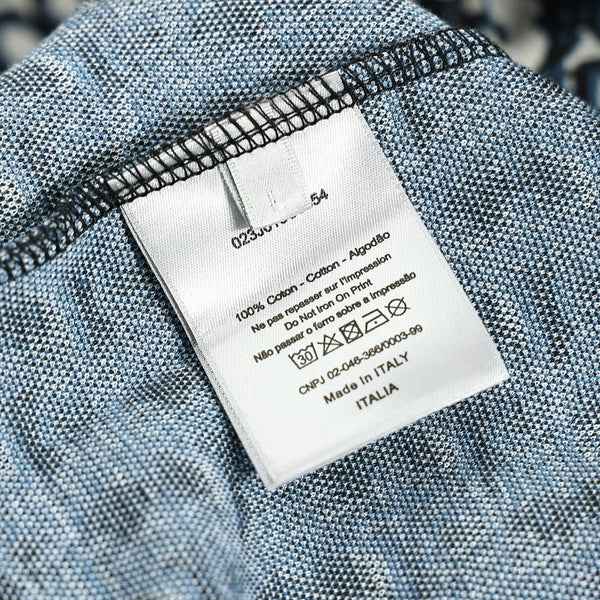 100% Coton - Cotton - Algodão
Ne pas repasser sur l'impression
Do Not Iron On Print
Não passar o ferro sobre a impressão
30
CNPJ 02-046-366/0003-99
Made In ITALY
ITALIA